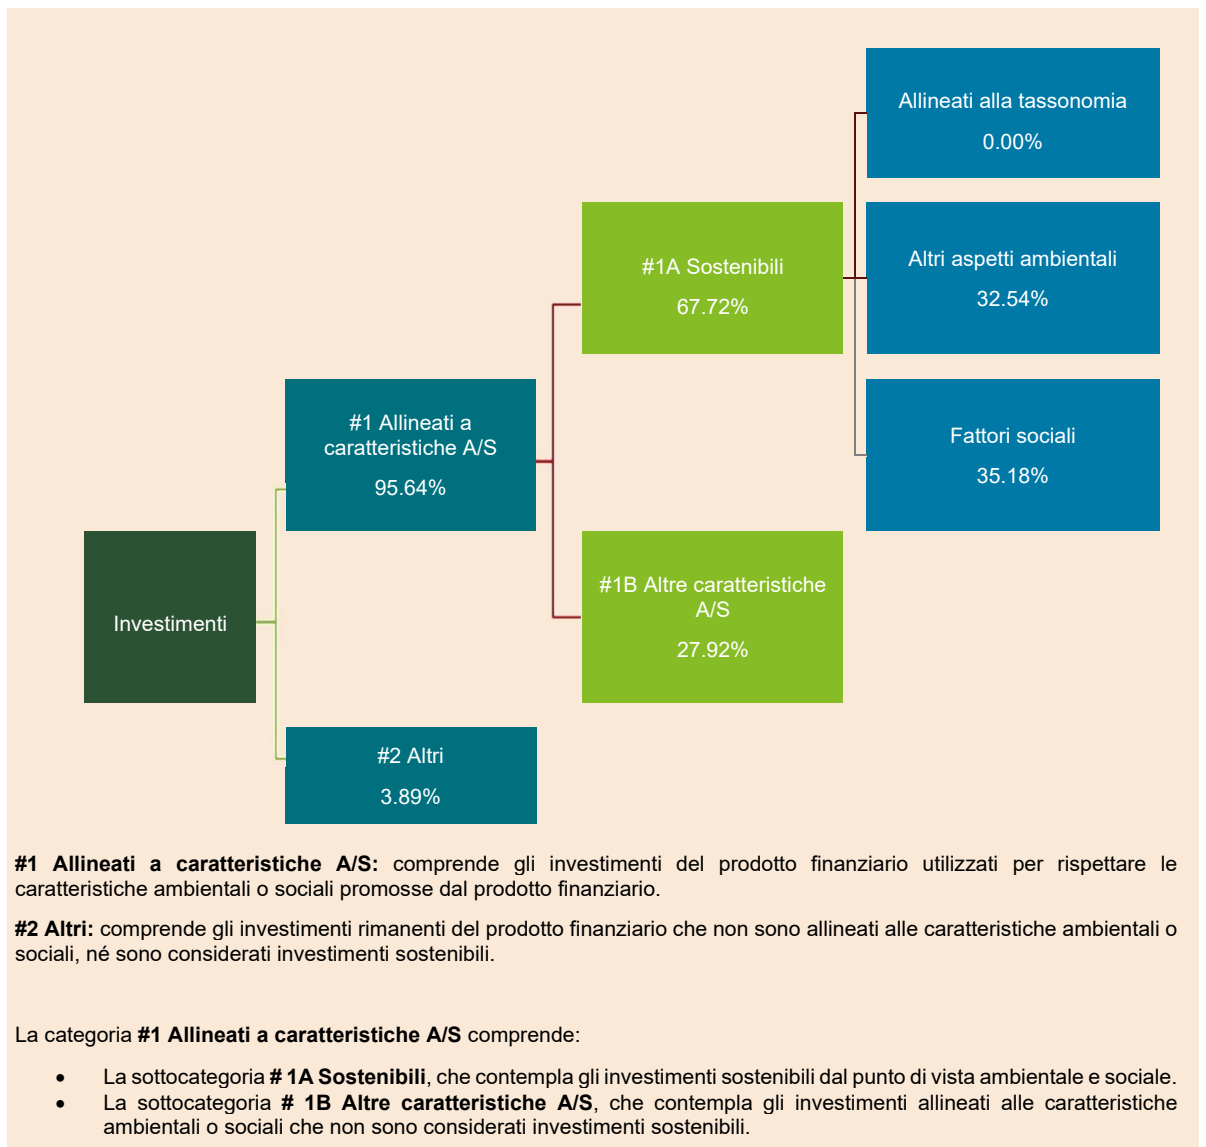 Allineati alla tassonomia
0.00%
#1A Sostenibili
67.72%
Altri aspetti ambientali
32.54%
#1 Allineati a
caratteristiche A/S
95.64%
Fattori sociali
35.18%
Investimenti
#1B Altre caratteristiche
A/S
27.92%
#2 Altri
3.89%
#1 Allineati a caratteristiche A/S: comprende gli investimenti del prodotto finanziario utilizzati per rispettare le
caratteristiche ambientali o sociali promosse dal prodotto finanziario.
#2 Altri: comprende gli investimenti rimanenti del prodotto finanziario che non sono allineati alle caratteristiche ambientali o
sociali, né sono considerati investimenti sostenibili.
La categoria #1 Allineati a caratteristiche A/S comprende:
• La sottocategoria # 1A Sostenibili, che contempla gli investimenti sostenibili dal punto di vista ambientale e sociale.
• La sottocategoria # 1B Altre caratteristiche A/S, che contempla gli investimenti allineati alle caratteristiche
ambientali o sociali che non sono considerati investimenti sostenibili.